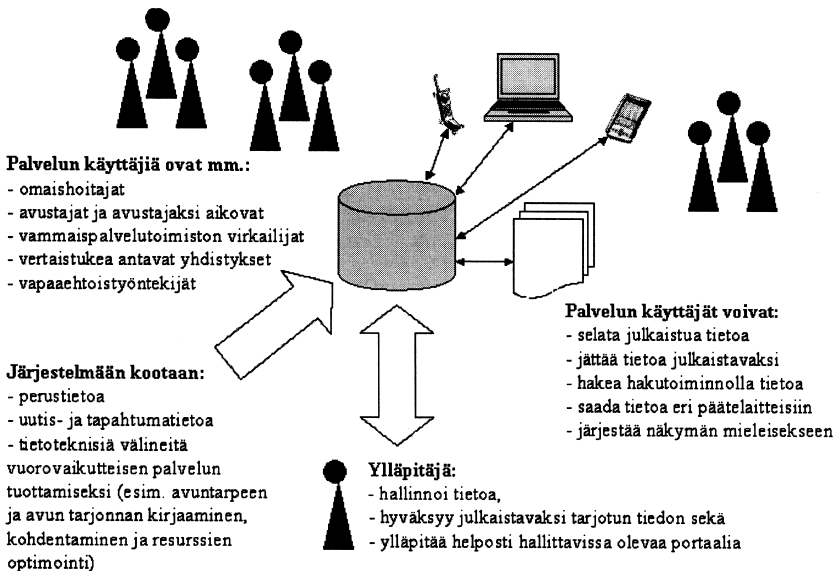 Palvelun käyttäjiä ovat mm.:
- omaishoitajat
- avustajat ja avustajaksi aikovat
- vammaispalvelutoimiston virkailijat
- vertaistukea antavat yhdistykset
- vapaaehtoistyöntekijät
Järjestelmään kootaan:
- perustietoa
- uutis- ja tapahtumatietoa
- tietoteknisiä välineitä
vuorovaikutteisen palvelun
tuottamiseksi (esim. avuntarpeen
ja avun tarjonnan kirjaaminen,
kohdentaminen ja resurssien
optimointi)
Palvelun käyttäjät voivat:
- selata julkaistua tietoa
- jättää tietoa julkaistavaksi
- hakea hakutoiminnolla tietoa
- saada tietoa eri päätelaitteisiin
- järjestää näkymän mieleisekseen
Ylläpitäjä:
- hallinnoi tietoa,
- hyväksyy julkaistavaksi tarjotun tiedon sekä
- ylläpitää helposti hallittavissa olevaa portaalia